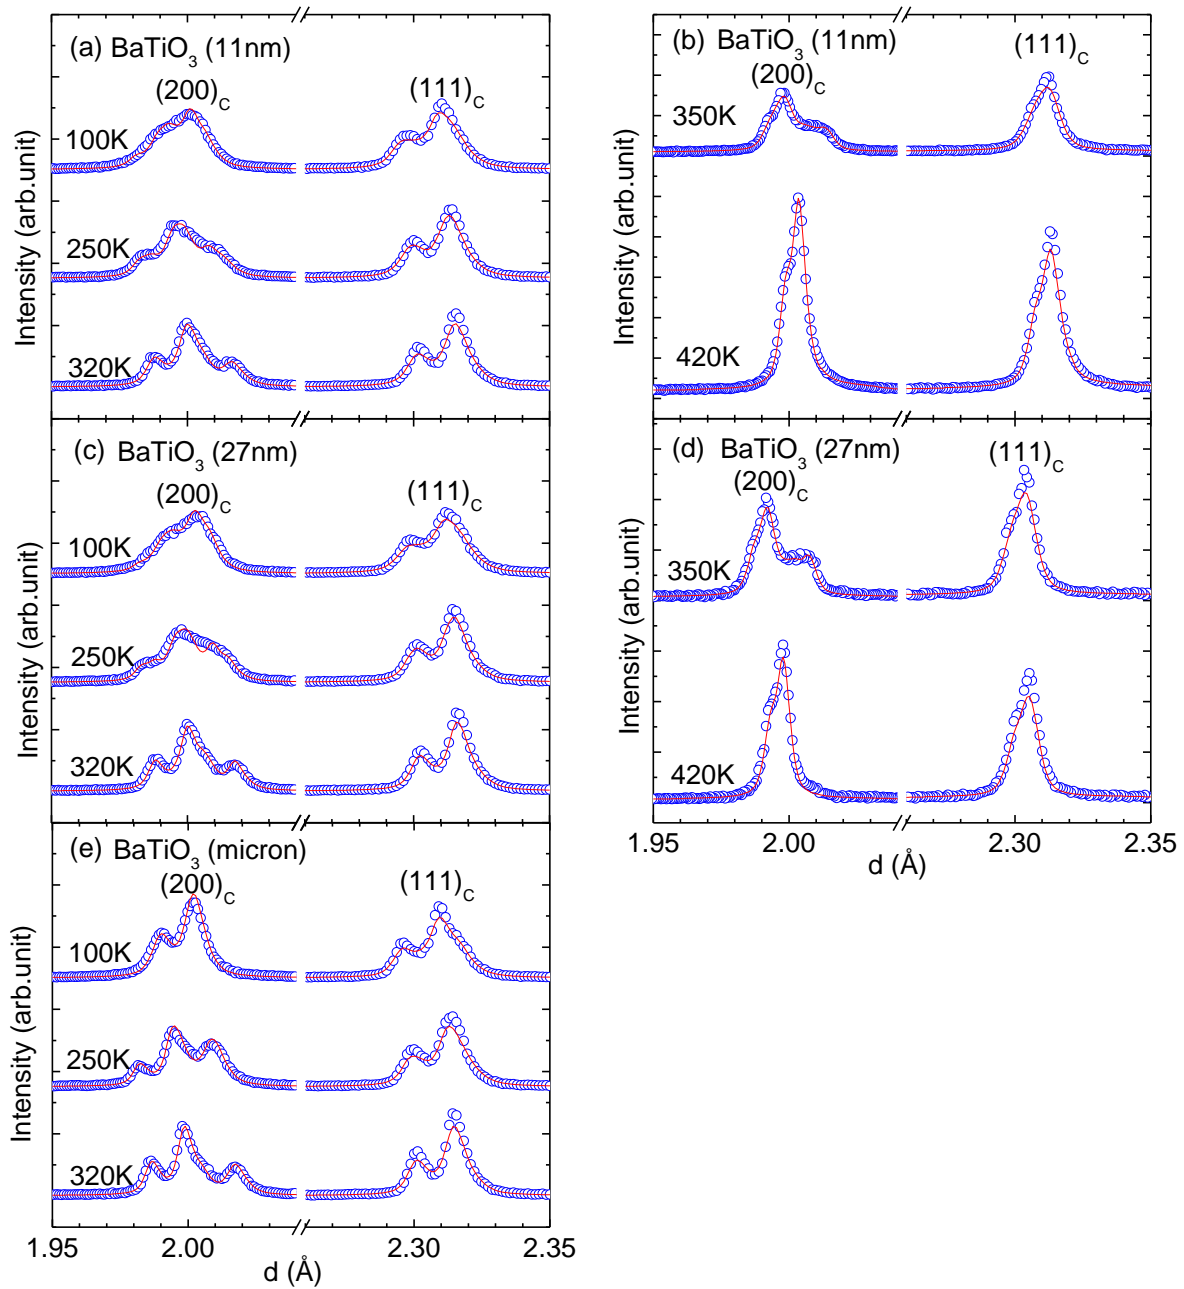 (a) BaTiO₃ (11nm)
(200)C
(111)C
100K
250K
320K
Intensity (arb.unit)
(b) BaTiO₃ (11nm)
(200)C
(111)C
350K
420K
Intensity (arb.unit)
(c) BaTiO₃ (27nm)
(200)C
(111)C
100K
250K
320K
Intensity (arb.unit)
(d) BaTiO₃ (27nm)
(200)C
(111)C
350K
420K
Intensity (arb.unit)
1.95 2.00 2.30 2.35
d (Å)
(e) BaTiO₃ (micron)
(200)C
(111)C
100K
250K
320K
Intensity (arb.unit)
1.95 2.00 2.30 2.35
d (Å)